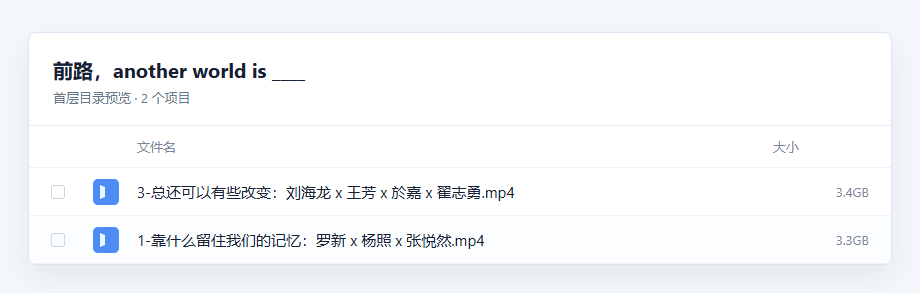 前路，another world is ____
首层目录预览 · 2 个项目
文件名 大小
3-总还可以有些改变：刘海龙 x 王芳 x 於嘉 x 翟志勇.mp4 3.4GB
1-靠什么留住我们的记忆：罗新 x 杨照 x 张悦然.mp4 3.3GB